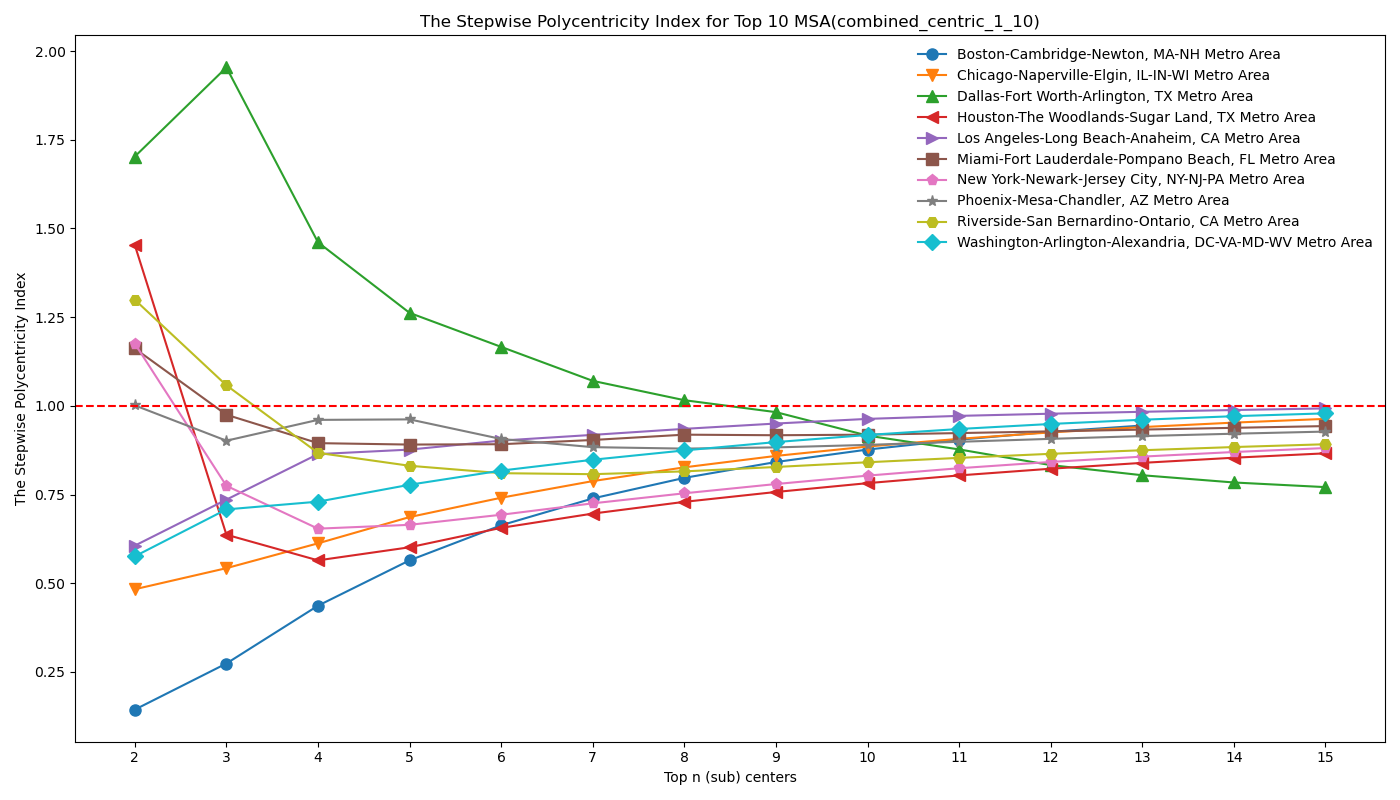 The Stepwise Polycentricity Index for Top 10 MSA(combined_centric_1_10)
The Stepwise Polycentricity Index
2.00
1.75
1.50
1.25
1.00
0.75
0.50
0.25
Boston-Cambridge-Newton, MA-NH Metro Area
Chicago-Naperville-Elgin, IL-IN-WI Metro Area
Dallas-Fort Worth-Arlington, TX Metro Area
Houston-The Woodlands-Sugar Land, TX Metro Area
Los Angeles-Long Beach-Anaheim, CA Metro Area
Miami-Fort Lauderdale-Pompano Beach, FL Metro Area
New York-Newark-Jersey City, NY-NJ-PA Metro Area
Phoenix-Mesa-Chandler, AZ Metro Area
Riverside-San Bernardino-Ontario, CA Metro Area
Washington-Arlington-Alexandria, DC-VA-MD-WV Metro Area
2 3 4 5 6 7 8 9 10 11 12 13 14 15
Top n (sub) centers